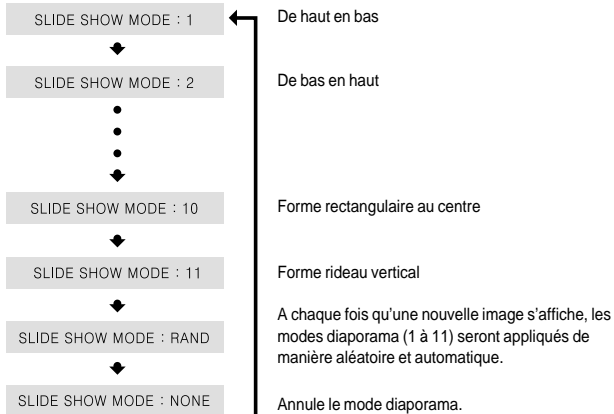 SLIDE SHOW MODE : 1
De haut en bas
SLIDE SHOW MODE : 2
De bas en haut
SLIDE SHOW MODE : 10
Forme rectangulaire au centre
SLIDE SHOW MODE : 11
Forme rideau vertical
SLIDE SHOW MODE : RAND
A chaque fois qu'une nouvelle image s'affiche, les
modes diaporama (1 à 11) seront appliqués de
manière aléatoire et automatique.
SLIDE SHOW MODE : NONE
Annule le mode diaporama.